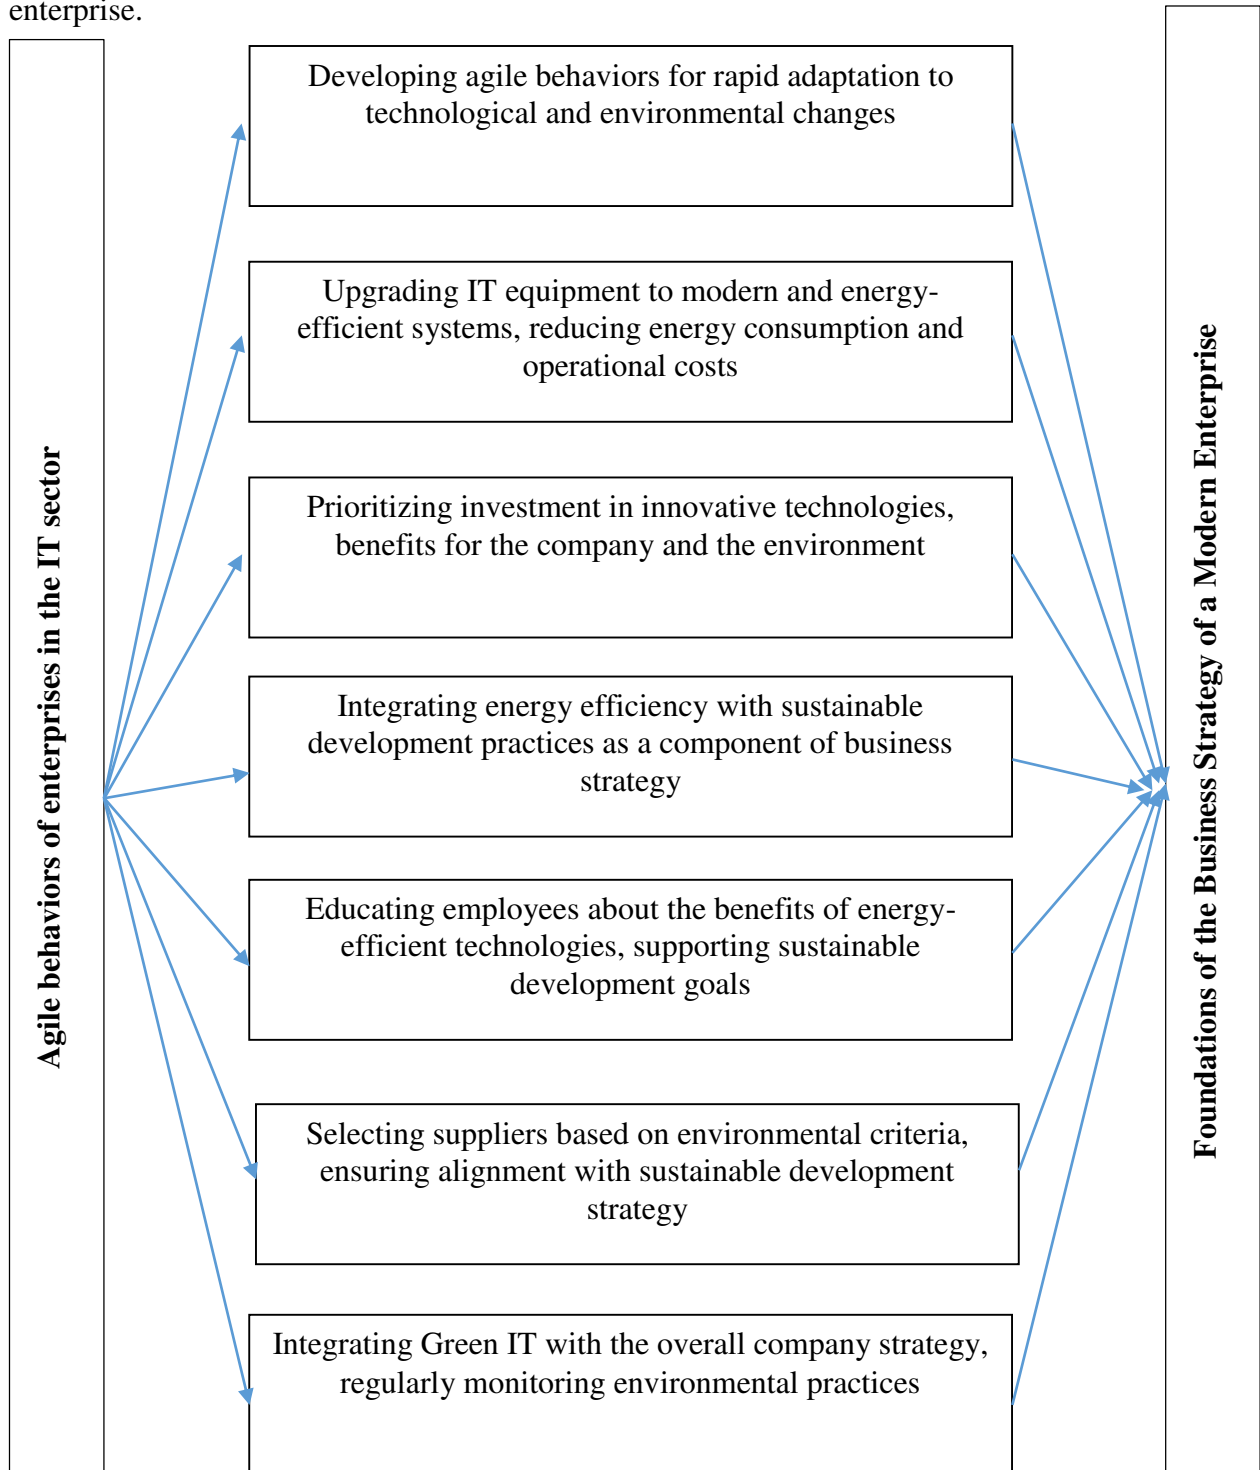 enterprise.
Agile behaviors of enterprises in the IT sector
Developing agile behaviors for rapid adaptation to
technological and environmental changes
Upgrading IT equipment to modern and energy-
efficient systems, reducing energy consumption and
operational costs
Prioritizing investment in innovative technologies,
benefits for the company and the environment
Integrating energy efficiency with sustainable
development practices as a component of business
strategy
Educating employees about the benefits of energy-
efficient technologies, supporting sustainable
development goals
Selecting suppliers based on environmental criteria,
ensuring alignment with sustainable development
strategy
Integrating Green IT with the overall company strategy,
regularly monitoring environmental practices
Foundations of the Business Strategy of a Modern Enterprise